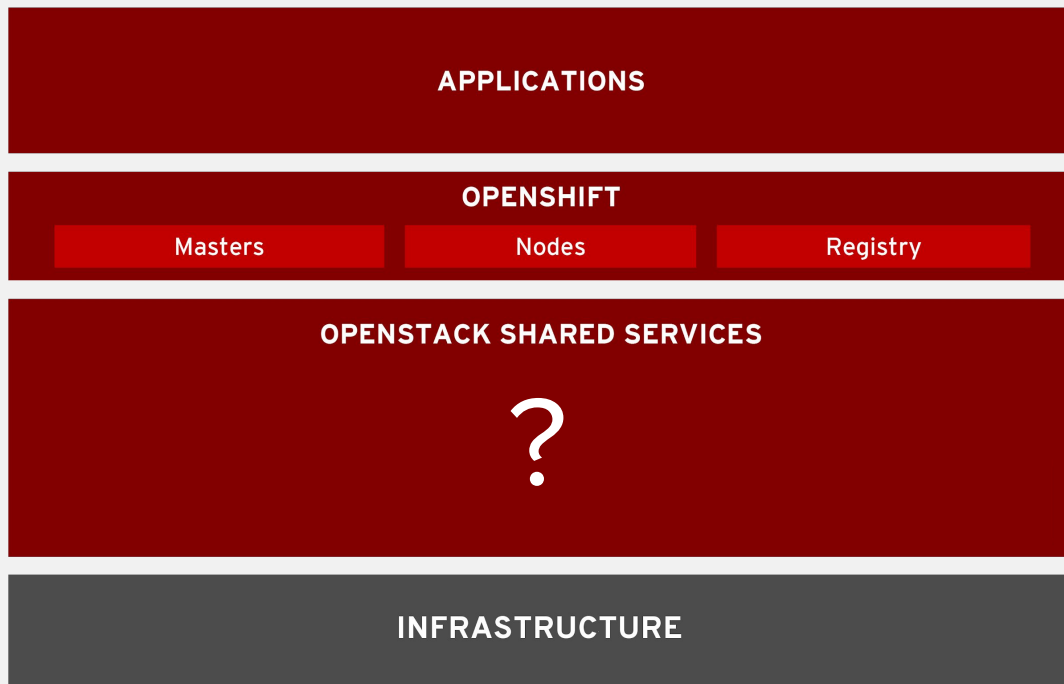 APPLICATIONS
OPENSHIFT
Masters Nodes Registry
OPENSTACK SHARED SERVICES
?
INFRASTRUCTURE